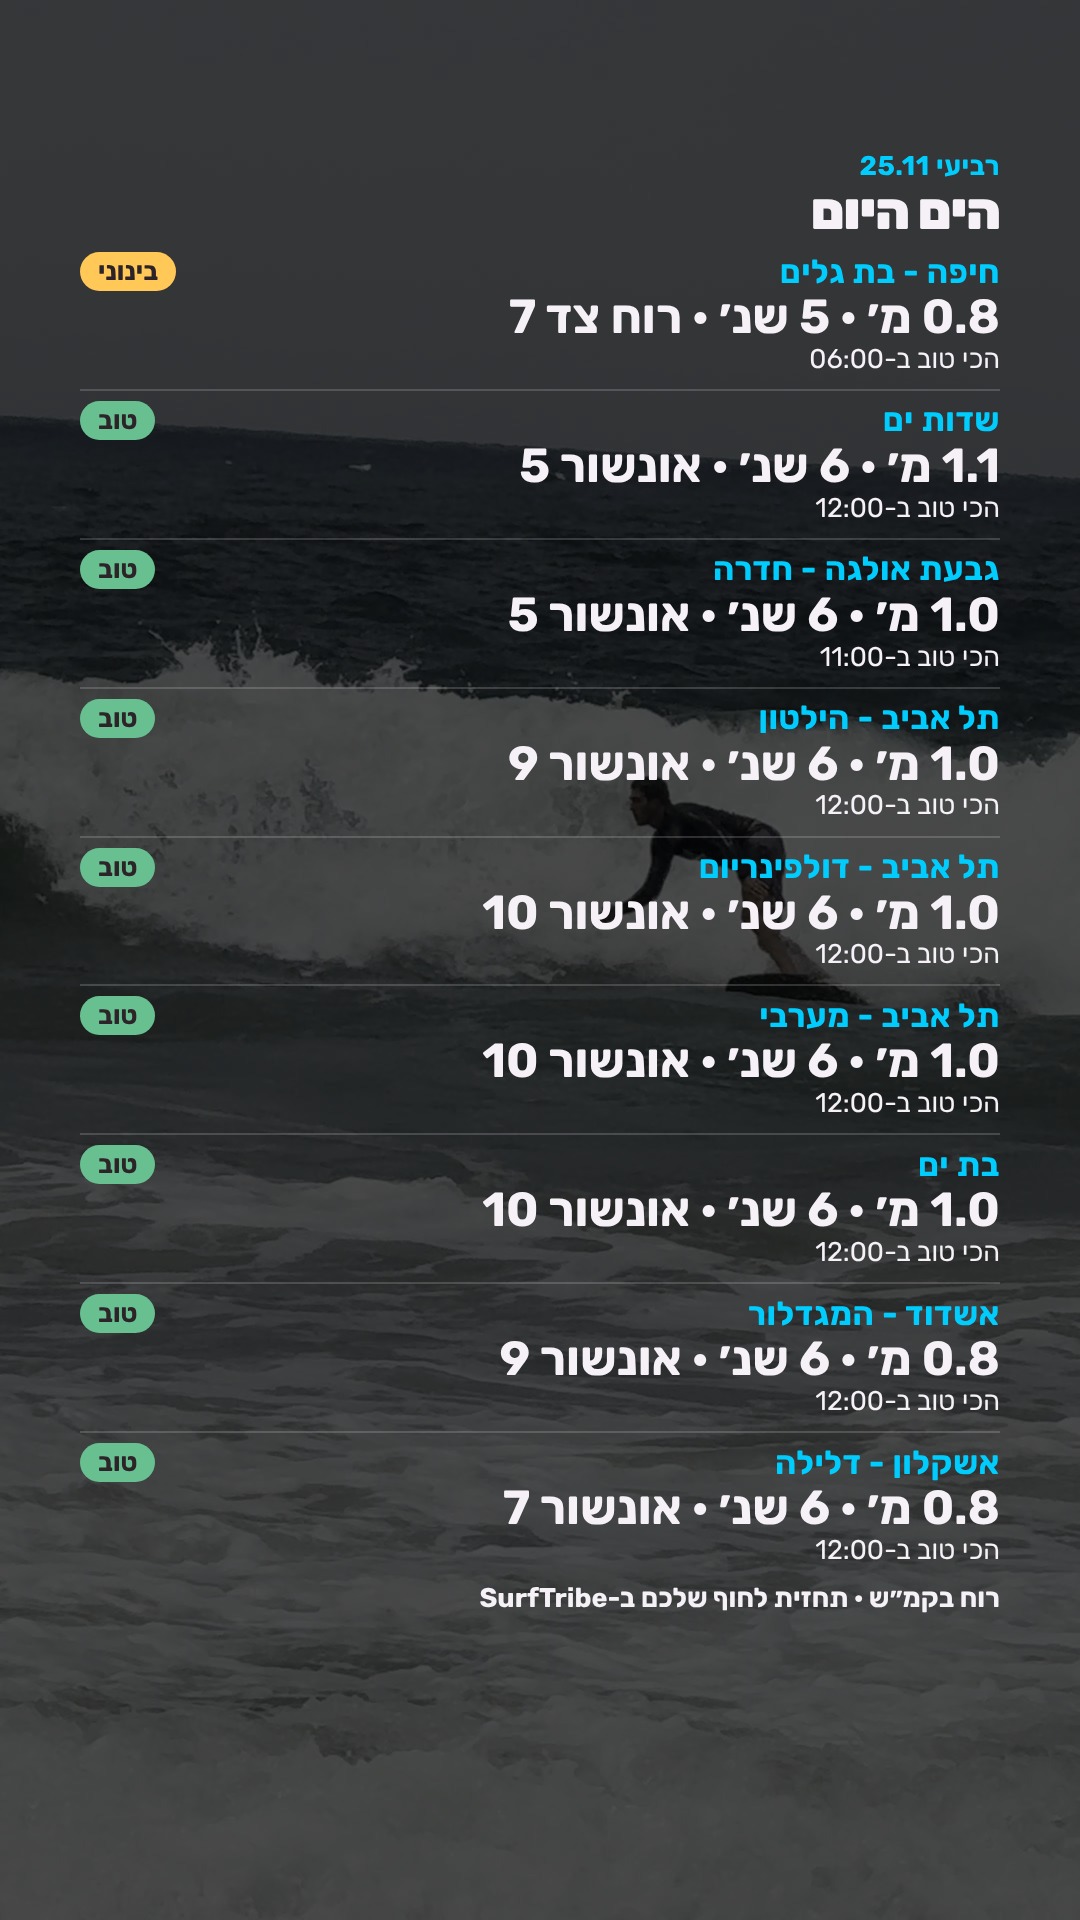 רביעי 25.11
הים היום
חיפה - בת גלים
בינוני
0.8 מ׳ • 5 שנ׳ • רוח צד 7
הכי טוב ב-06:00
שדות ים
טוב
1.1 מ׳ • 6 שנ׳ • אונשור 5
הכי טוב ב-12:00
גבעת אולגה - חדרה
טוב
1.0 מ׳ • 6 שנ׳ • אונשור 5
הכי טוב ב-11:00
תל אביב - הילטון
טוב
1.0 מ׳ • 6 שנ׳ • אונשור 9
הכי טוב ב-12:00
תל אביב - דולפינריום
טוב
1.0 מ׳ • 6 שנ׳ • אונשור 10
הכי טוב ב-12:00
תל אביב - מערבי
טוב
1.0 מ׳ • 6 שנ׳ • אונשור 10
הכי טוב ב-12:00
בת ים
טוב
1.0 מ׳ • 6 שנ׳ • אונשור 10
הכי טוב ב-12:00
אשדוד - המגדלור
טוב
0.8 מ׳ • 6 שנ׳ • אונשור 9
הכי טוב ב-12:00
אשקלון - דלילה
טוב
0.8 מ׳ • 6 שנ׳ • אונשור 7
הכי טוב ב-12:00
רוח בקמ״ש • תחזית לחוף שלכם ב-SurfTribe